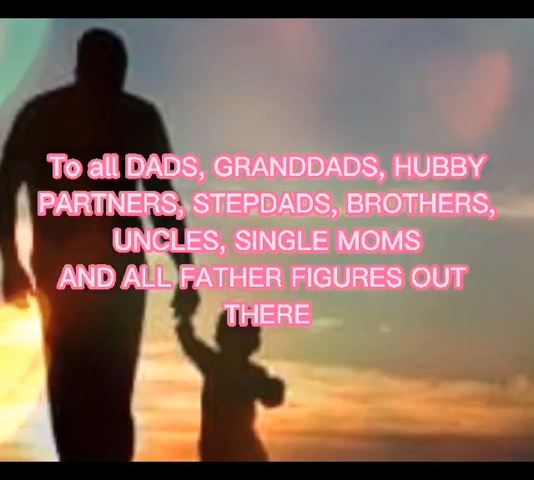 To all DADS, GRANDDADS, HUBBY
PARTNERS, STEPDADS, BROTHERS,
UNCLES, SINGLE MOMS
AND ALL FATHER FIGURES OUT
THERE